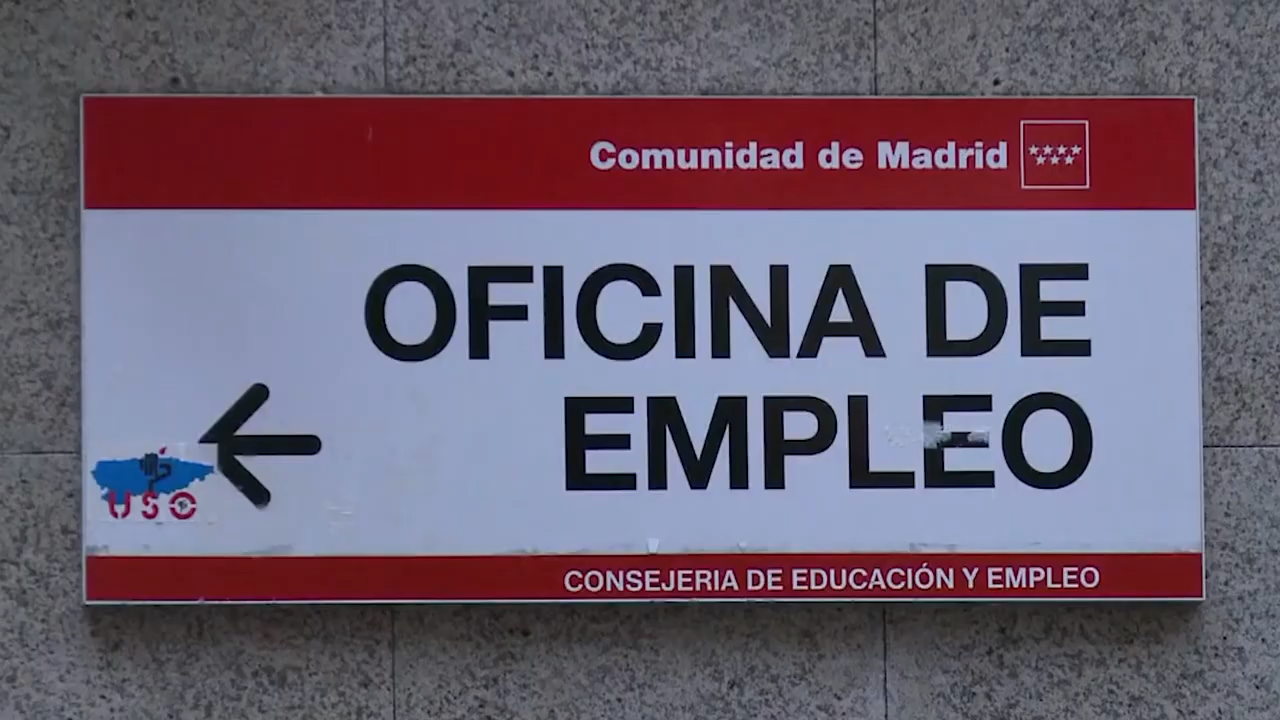 Comunidad de Madrid
OFICINA DE
EMPLEO
USO
CONSEJERIA DE EDUCACIÓN Y EMPLEO